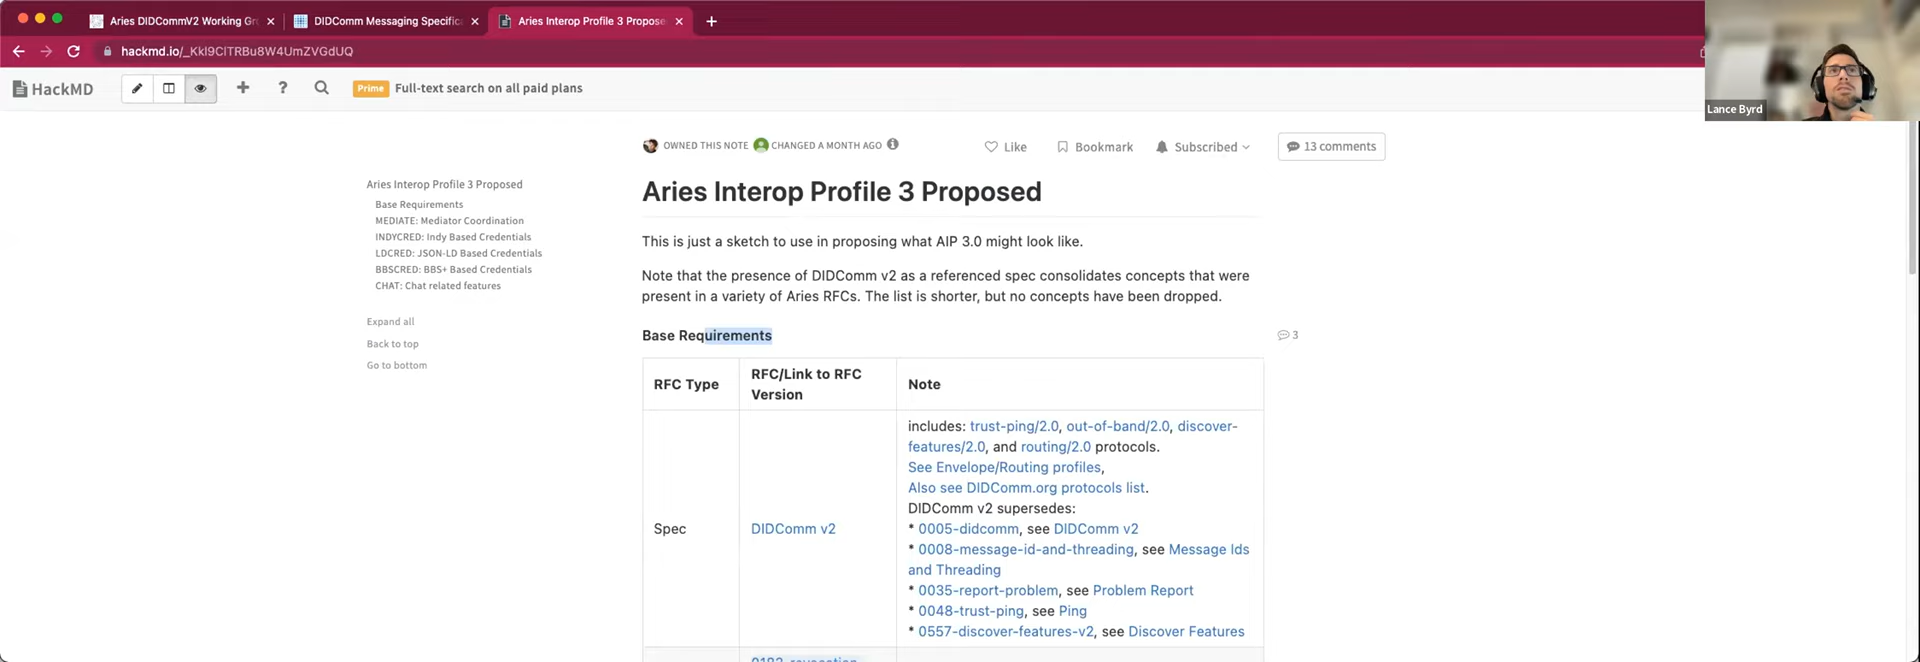 Aries DIDCommV2 Working Gr
DIDComm Messaging Specific
Aries Interop Profile 3 Propose
hackmd.io/_Kkl9ClTRBu8W4UmZVGdUQ
HackMD
Prime Full-text search on all paid plans
Lance Byrd
OWNED THIS NOTE CHANGED A MONTH AGO
Like
Bookmark
Subscribed
13 comments
Aries Interop Profile 3 Proposed
Base Requirements
MEDIATE: Mediator Coordination
INDYCRED: Indy Based Credentials
LDCRED: JSON-LD Based Credentials
BBSCRED: BBS+ Based Credentials
CHAT: Chat related features
Expand all
Back to top
Go to bottom
Aries Interop Profile 3 Proposed
This is just a sketch to use in proposing what AIP 3.0 might look like.
Note that the presence of DIDComm v2 as a referenced spec consolidates concepts that were
present in a variety of Aries RFCs. The list is shorter, but no concepts have been dropped.
Base Requirements
3
RFC Type
RFC/Link to RFC
Version
Note
Spec
DIDComm v2
includes: trust-ping/2.0, out-of-band/2.0, discover-
features/2.0, and routing/2.0 protocols.
See Envelope/Routing profiles,
Also see DIDComm.org protocols list.
DIDComm v2 supersedes:
* 0005-didcomm, see DIDComm v2
* 0008-message-id-and-threading, see Message Ids
and Threading
* 0035-report-problem, see Problem Report
* 0048-trust-ping, see Ping
* 0557-discover-features-v2, see Discover Features